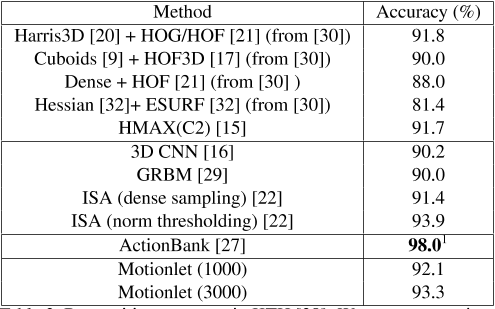 Method Accuracy (%)
Harris3D [20] + HOG/HOF [21] (from [30]) 91.8
Cuboids [9] + HOF3D [17] (from [30]) 90.0
Dense + HOF [21] (from [30] ) 88.0
Hessian [32]+ ESURF [32] (from [30]) 81.4
HMAX(C2) [15] 91.7
3D CNN [16] 90.2
GRBM [29] 90.0
ISA (dense sampling) [22] 91.4
ISA (norm thresholding) [22] 93.9
ActionBank [27] 98.0¹
Motionlet (1000) 92.1
Motionlet (3000) 93.3